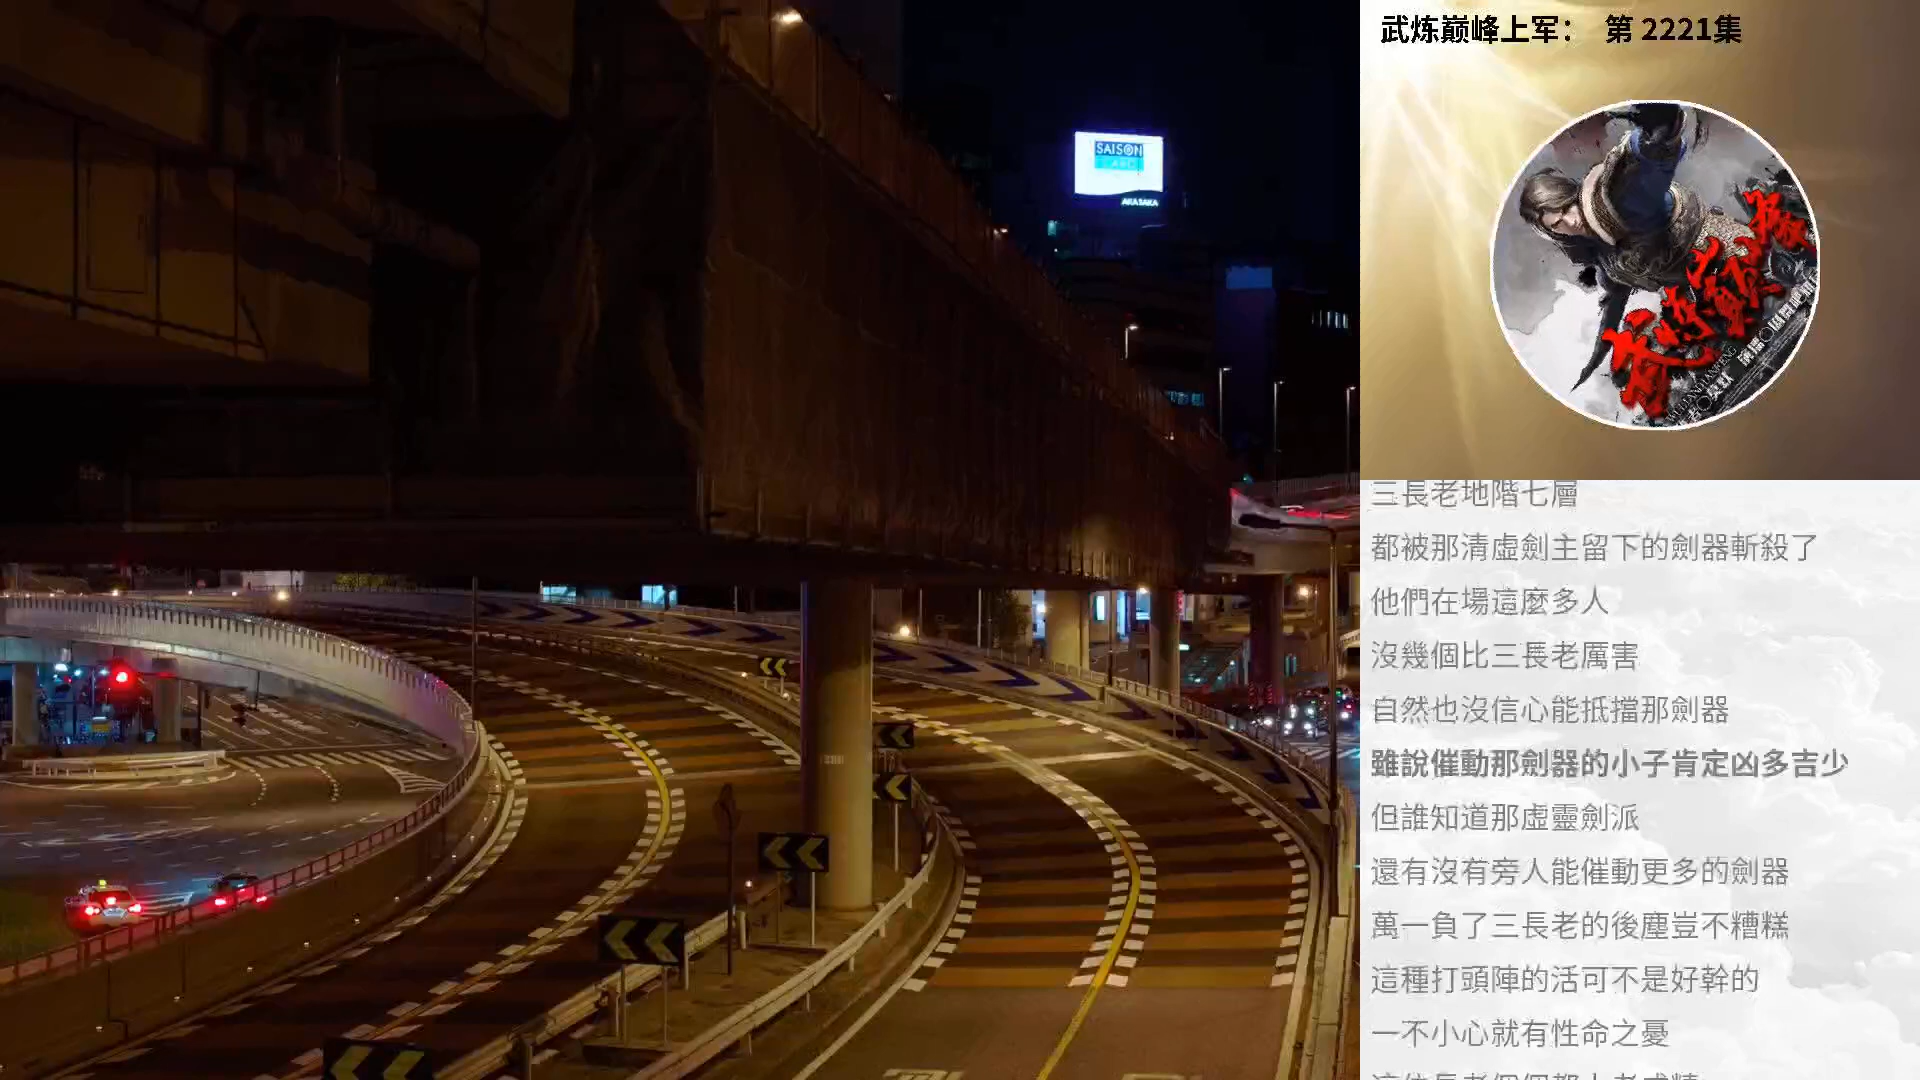 武炼巅峰上军： 第 2221集
SAISON
CARD
AKASAKA
三長老地階七層
都被那清虛劍主留下的劍器斬殺了
他們在場這麼多人
沒幾個比三長老厲害
自然也沒信心能抵擋那劍器
雖說催動那劍器的小子肯定凶多吉少
但誰知道那虛靈劍派
還有沒有旁人能催動更多的劍器
萬一負了三長老的後塵豈不糟糕
這種打頭陣的活可不是好幹的
一不小心就有性命之憂